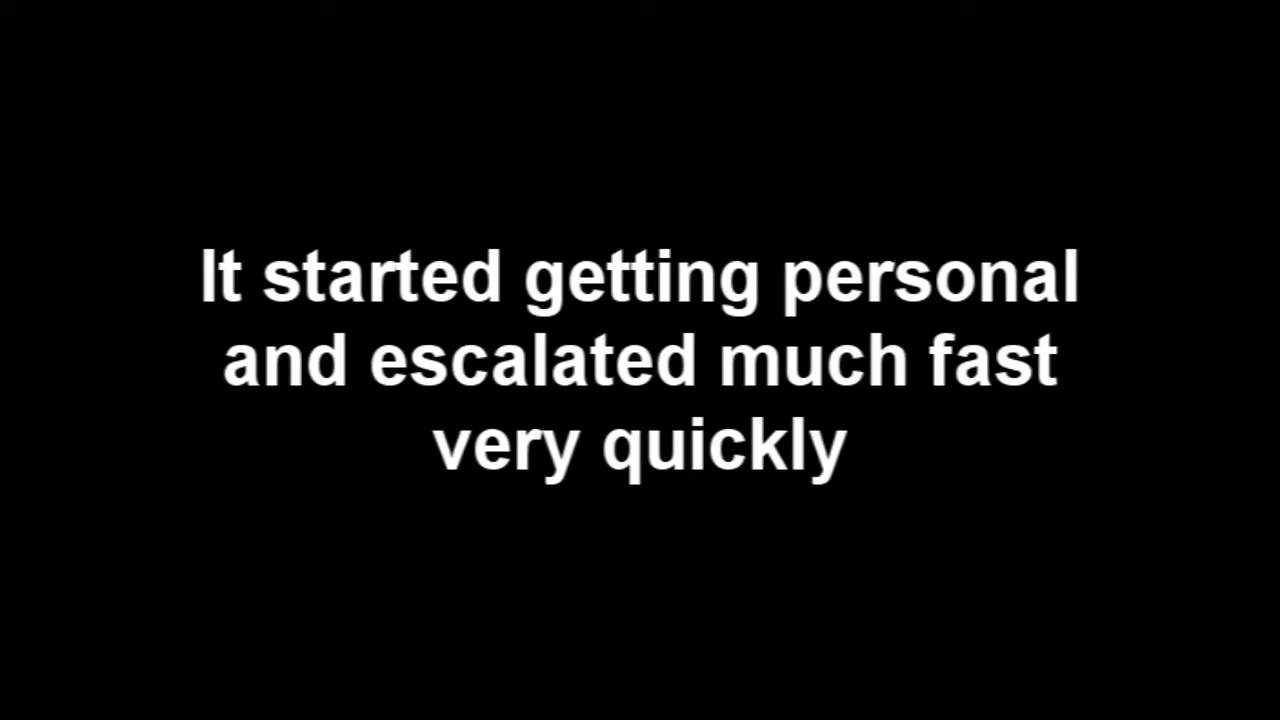 It started getting personal
and escalated much fast
very quickly